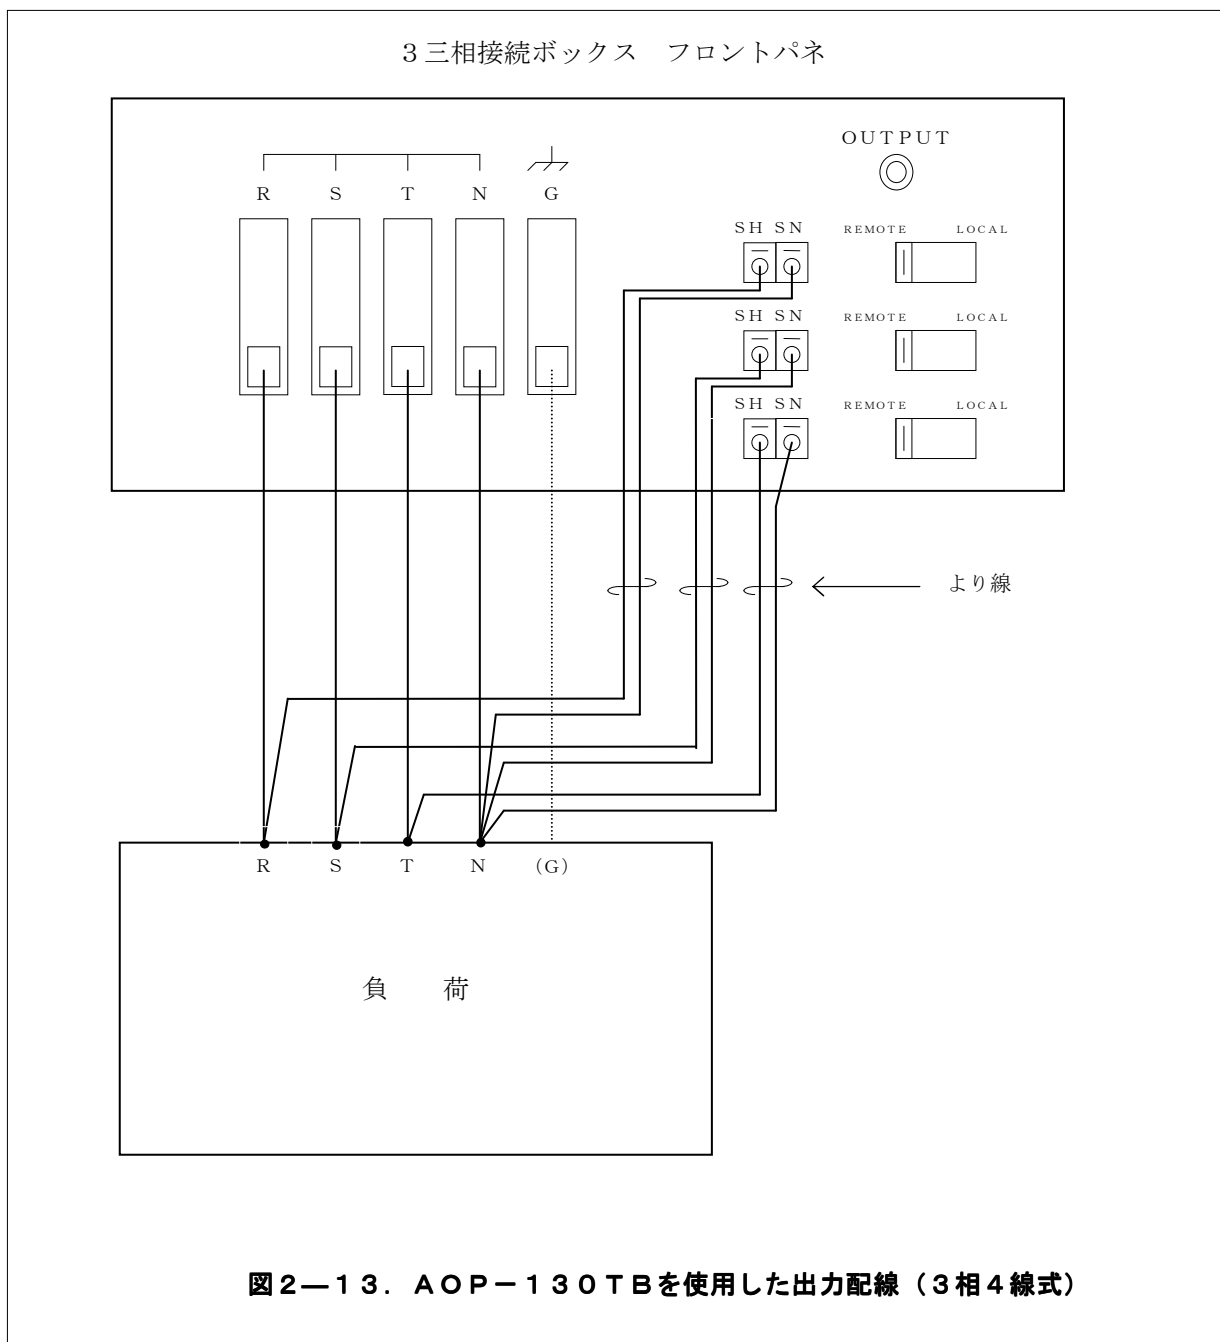 ３三相接続ボックス　フロントパネ
OUTPUT
R S T N G
SH SN REMOTE LOCAL
SH SN REMOTE LOCAL
SH SN REMOTE LOCAL
より線
R S T N （G）
負　荷
図２―１３．ＡＯＰ－１３０ＴＢを使用した出力配線（３相４線式）